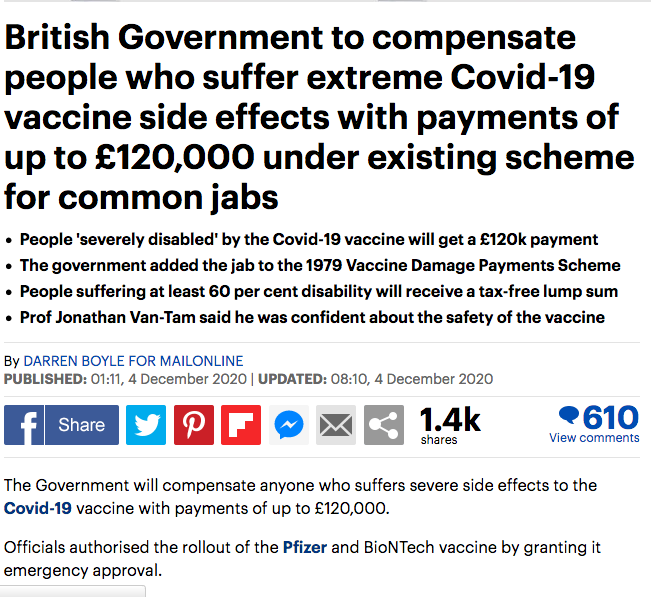 British Government to compensate
people who suffer extreme Covid-19
vaccine side effects with payments of
up to £120,000 under existing scheme
for common jabs
• People 'severely disabled' by the Covid-19 vaccine will get a £120k payment
• The government added the jab to the 1979 Vaccine Damage Payments Scheme
• People suffering at least 60 per cent disability will receive a tax-free lump sum
• Prof Jonathan Van-Tam said he was confident about the safety of the vaccine
By DARREN BOYLE FOR MAILONLINE
PUBLISHED: 01:11, 4 December 2020 | UPDATED: 08:10, 4 December 2020
Share
1.4k
shares
610
View comments
The Government will compensate anyone who suffers severe side effects to the
Covid-19 vaccine with payments of up to £120,000.
Officials authorised the rollout of the Pfizer and BioNTech vaccine by granting it
emergency approval.